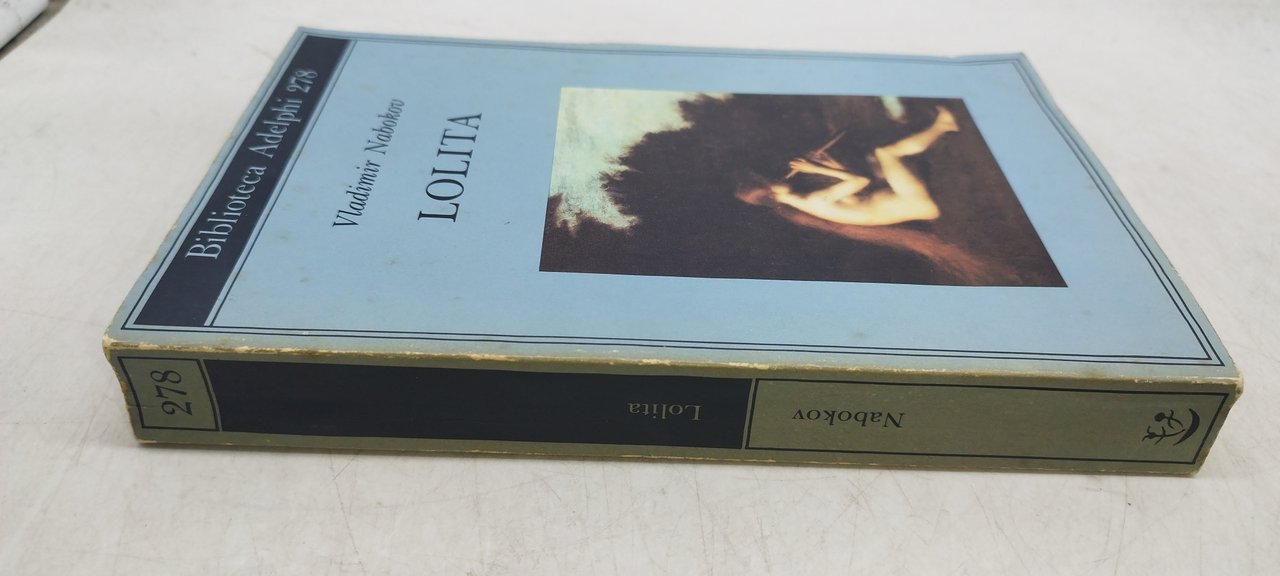 Biblioteca Adelphi 278
Vladimir Nabokov
LOLITA
278
Lolita
Nabokov